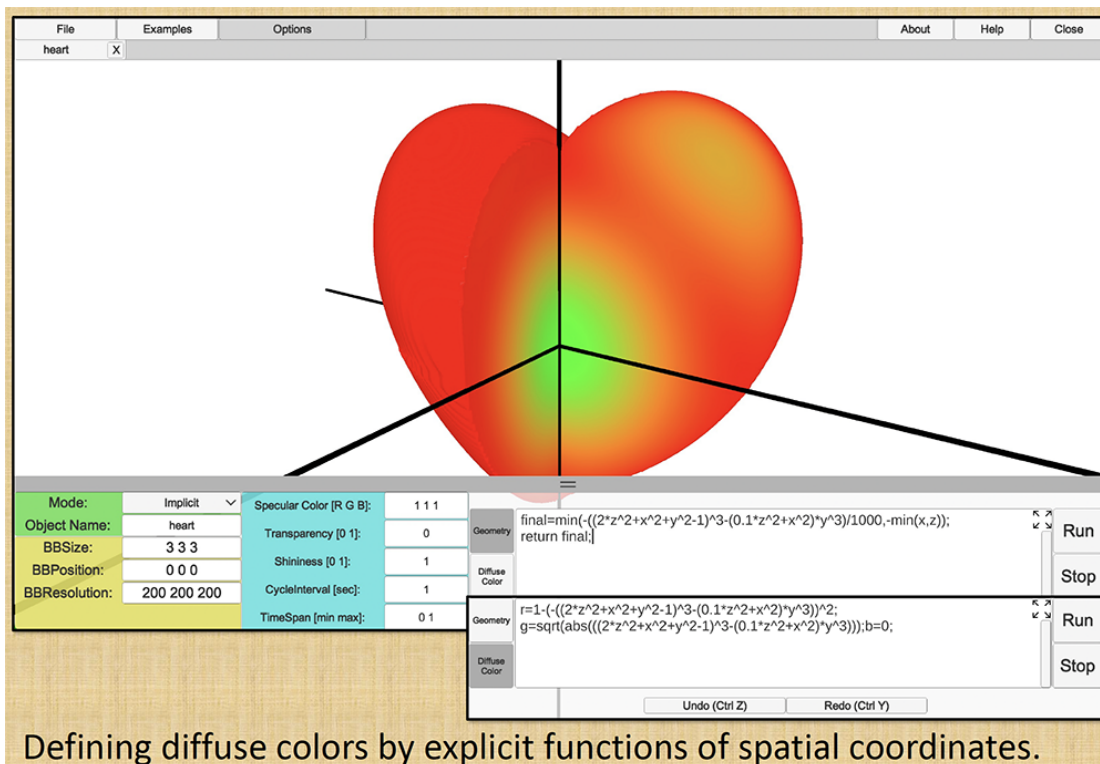 File Examples Options About Help Close
heart X
Mode: Implicit
Object Name: heart
BBSize: 3 3 3
BBPosition: 0 0 0
BBResolution: 200 200 200
Specular Color [R G B]: 1 1 1
Transparency [0 1]: 0
Shininess [0 1]: 1
CycleInterval [sec]: 1
TimeSpan [min max]: 0 1
Geometry
Diffuse
Color
final=min(-((2*z^2+x^2+y^2-1)^3-(0.1*z^2+x^2)*y^3)/1000,-min(x,z));
return final;
Run
Stop
Geometry
Diffuse
Color
r=1-(-((2*z^2+x^2+y^2-1)^3-(0.1*z^2+x^2)*y^3))^2;
g=sqrt(abs(((2*z^2+x^2+y^2-1)^3-(0.1*z^2+x^2)*y^3)));b=0;
Run
Stop
Undo (Ctrl Z) Redo (Ctrl Y)
Defining diffuse colors by explicit functions of spatial coordinates.